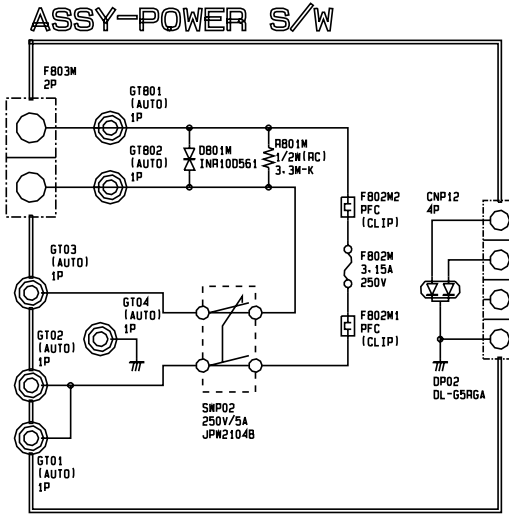 ASSY-POWER S/W
F803M
2P
GT801
(AUTO)
1P
GT802
(AUTO)
1P
D801M
INR10D561
R801M
1/2W(RC)
3.3M-K
F802M2
PFC
(CLIP)
CNP12
4P
GT03
(AUTO)
1P
F802M
3.15A
250V
GT04
(AUTO)
1P
GT02
(AUTO)
1P
F802M1
PFC
(CLIP)
DP02
DL-G5RGA
SWP02
250V/5A
JPW2104B
GT01
(AUTO)
1P